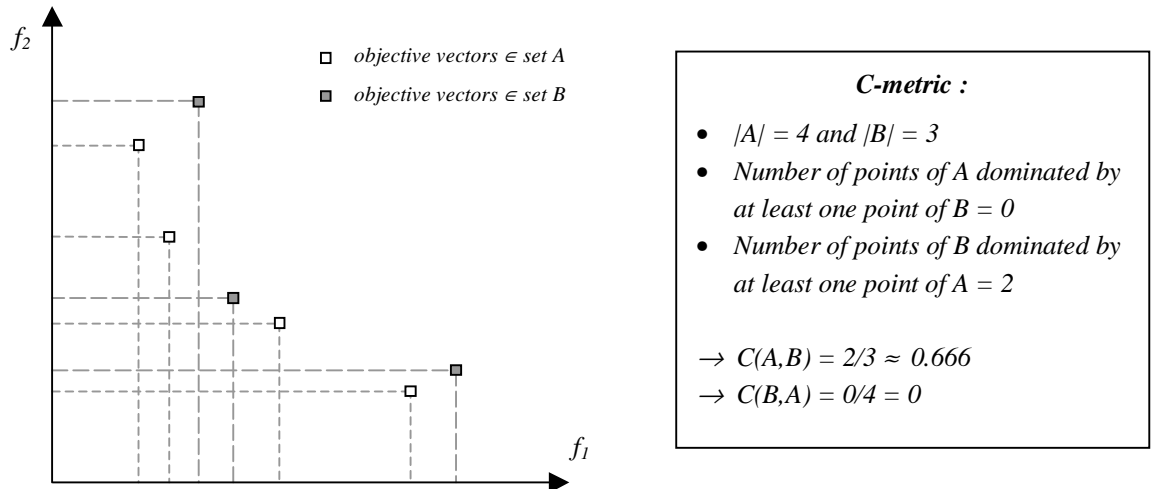 f2
objective vectors ∈ set A
objective vectors ∈ set B
f1
C-metric :
• |A| = 4 and |B| = 3
• Number of points of A dominated by
at least one point of B = 0
• Number of points of B dominated by
at least one point of A = 2
→ C(A,B) = 2/3 ≈ 0.666
→ C(B,A) = 0/4 = 0